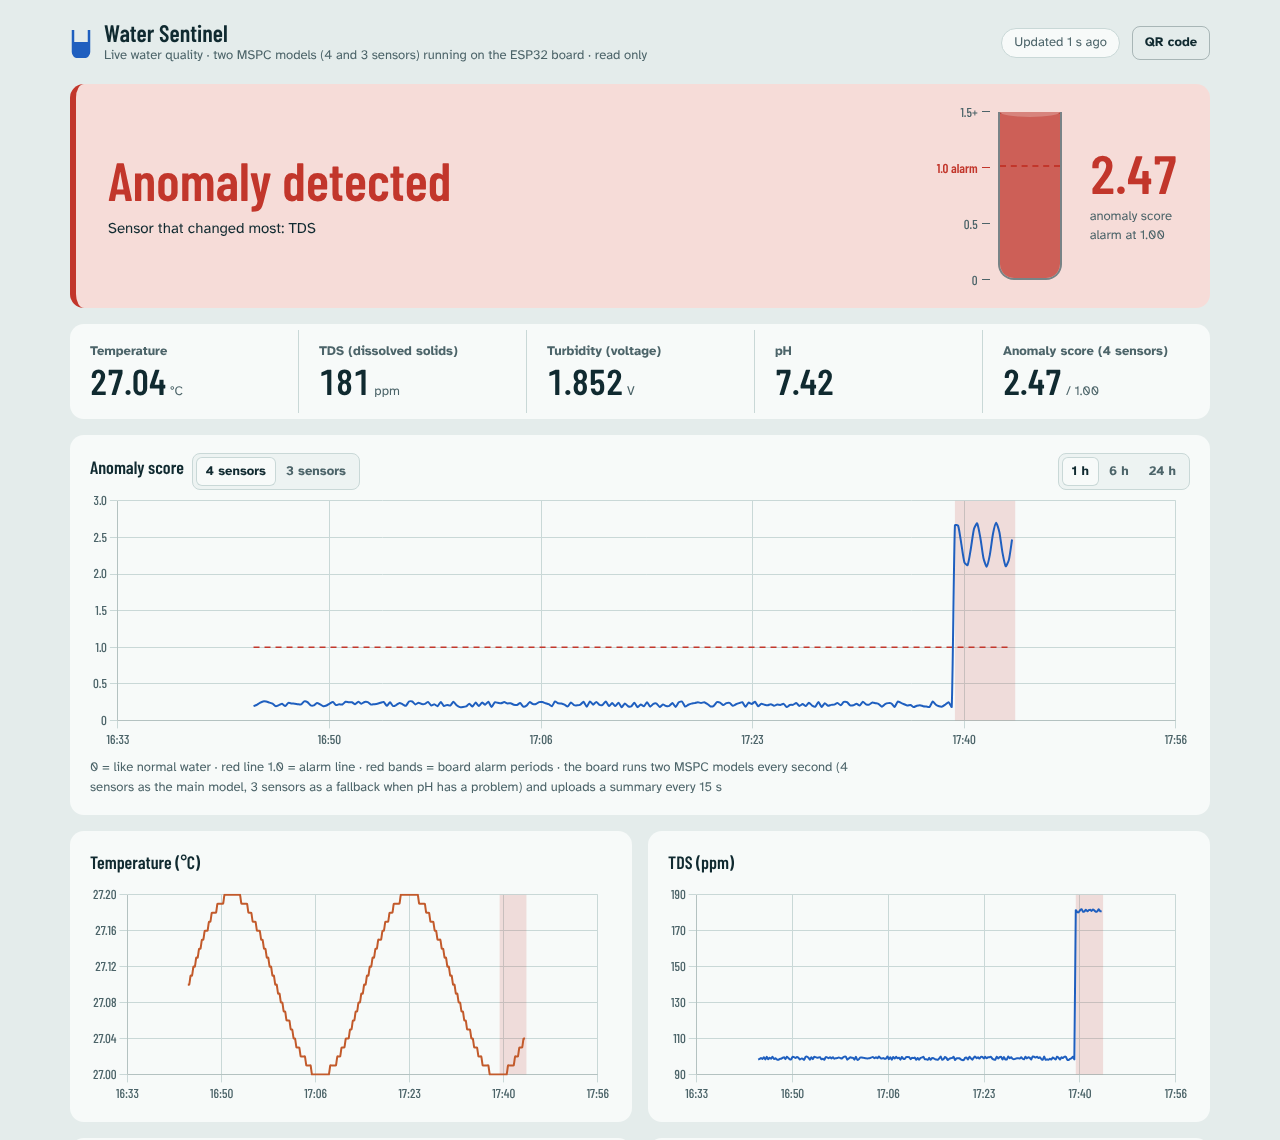 Water Sentinel
Live water quality · two MSPC models (4 and 3 sensors) running on the ESP32 board · read only
Updated 1 s ago
QR code
Anomaly detected
Sensor that changed most: TDS
1.5+
1.0 alarm
0.5
0
2.47
anomaly score
alarm at 1.00
Temperature
27.04 °C
TDS (dissolved solids)
181 ppm
Turbidity (voltage)
1.852 V
pH
7.42
Anomaly score (4 sensors)
2.47 / 1.00
Anomaly score
4 sensors
3 sensors
1 h
6 h
24 h
3.0
2.5
2.0
1.5
1.0
0.5
0
16:33
16:50
17:06
17:23
17:40
17:56
0 = like normal water · red line 1.0 = alarm line · red bands = board alarm periods · the board runs two MSPC models every second (4
sensors as the main model, 3 sensors as a fallback when pH has a problem) and uploads a summary every 15 s
Temperature (°C)
27.20
27.16
27.12
27.08
27.04
27.00
16:33
16:50
17:06
17:23
17:40
17:56
TDS (ppm)
190
170
150
130
110
90
16:33
16:50
17:06
17:23
17:40
17:56